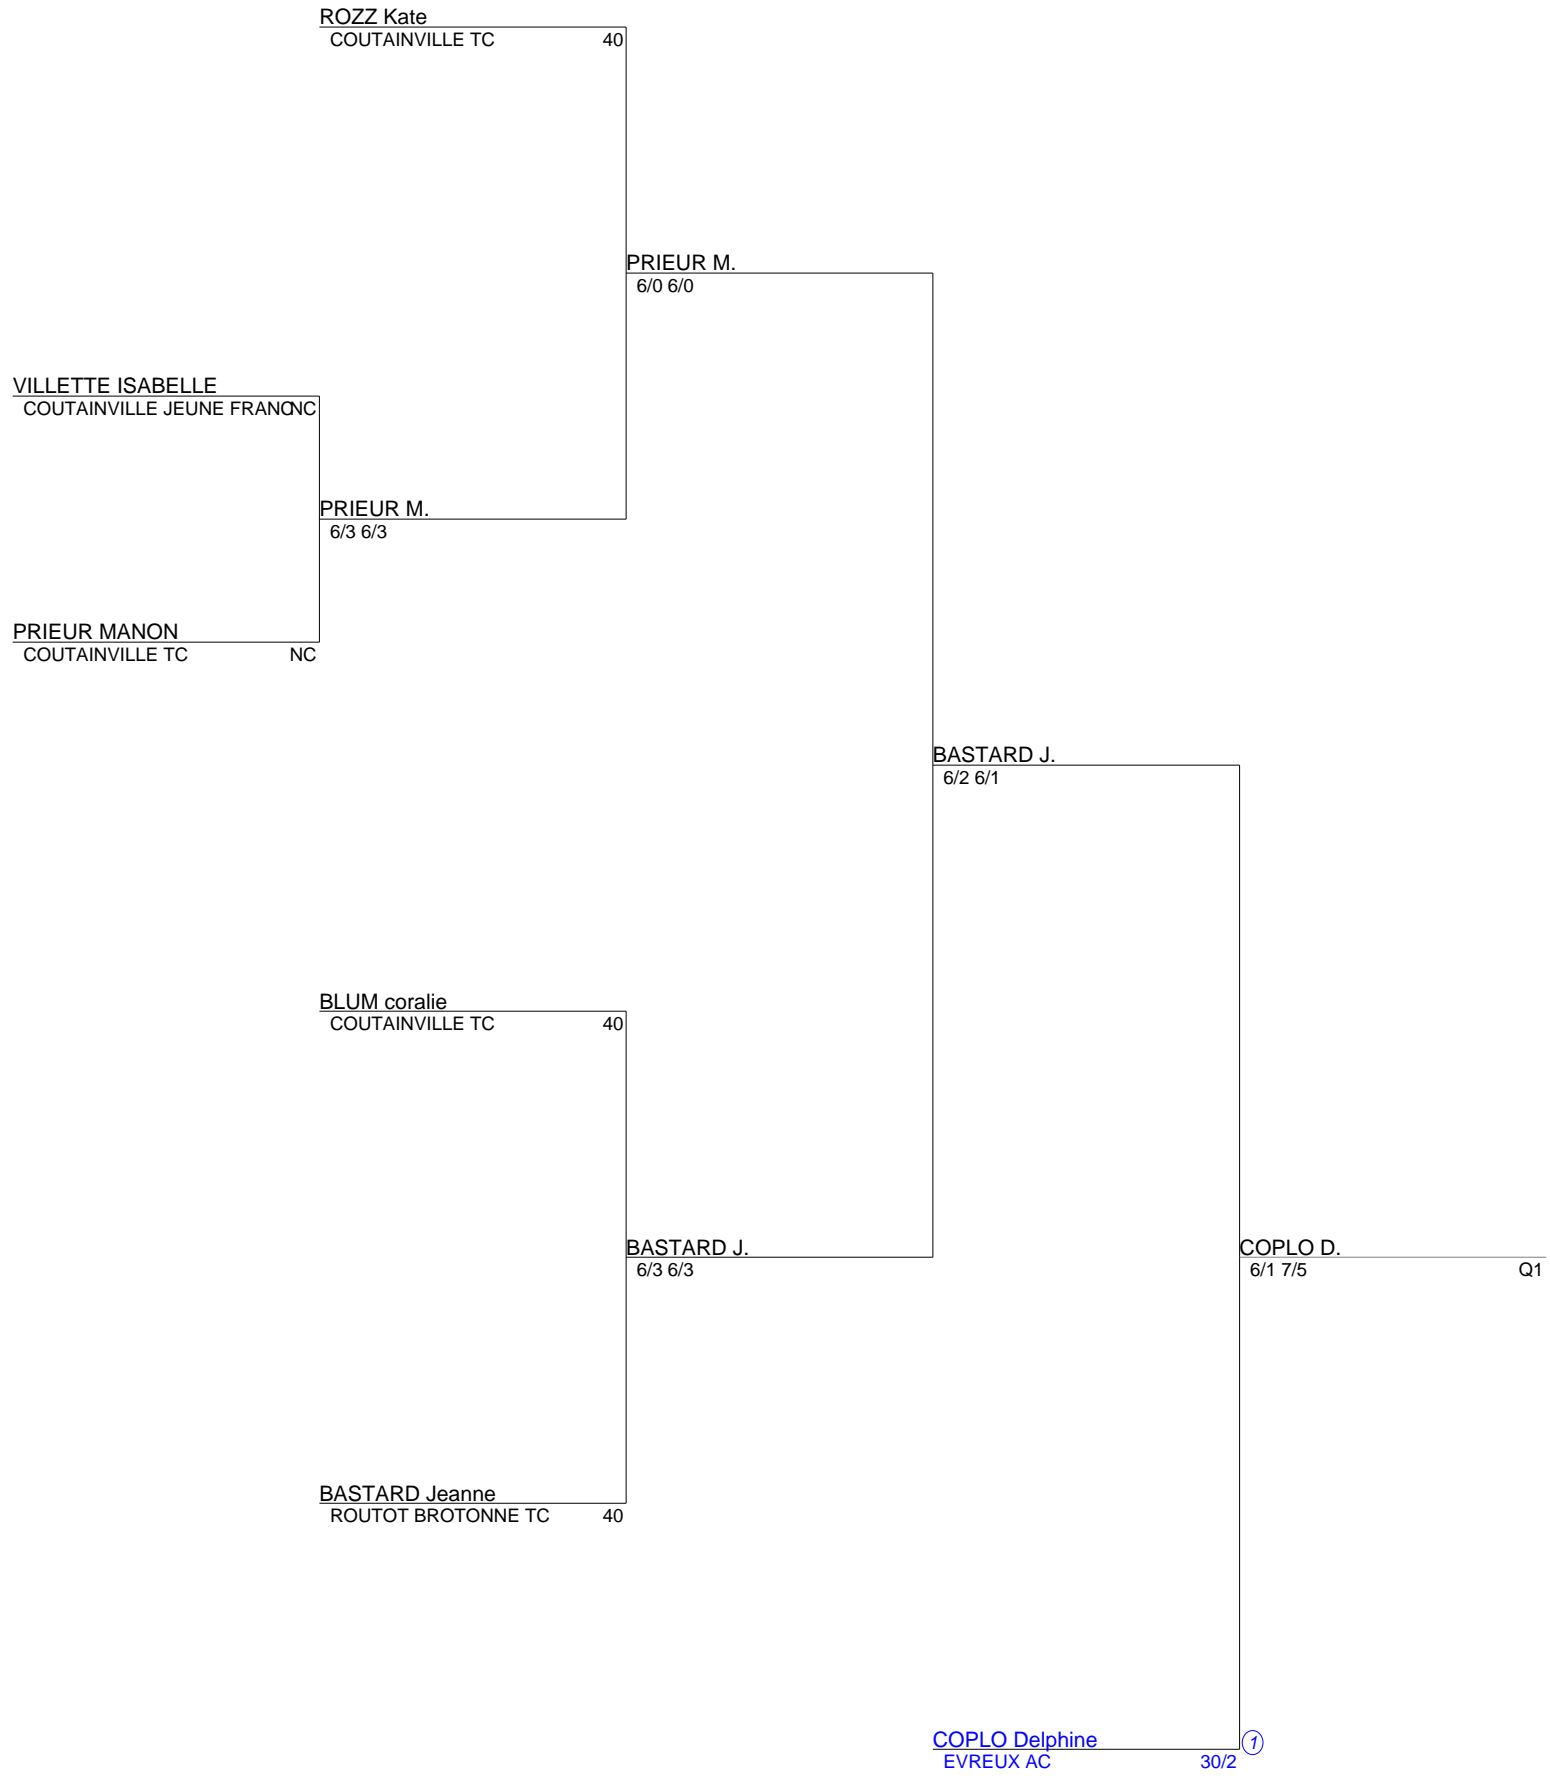 ROZZ Kate
COUTAINVILLE TC 40
PRIEUR M.
6/0 6/0
VILLETTE ISABELLE
COUTAINVILLE JEUNE FRANC NC
PRIEUR M.
6/3 6/3
PRIEUR MANON
COUTAINVILLE TC NC
BASTARD J.
6/2 6/1
BLUM coralie
COUTAINVILLE TC 40
BASTARD J.
6/3 6/3
COPLO D.
6/1 7/5 Q1
BASTARD Jeanne
ROUTOT BROTONNE TC 40
COPLO Delphine 1
EVREUX AC 30/2